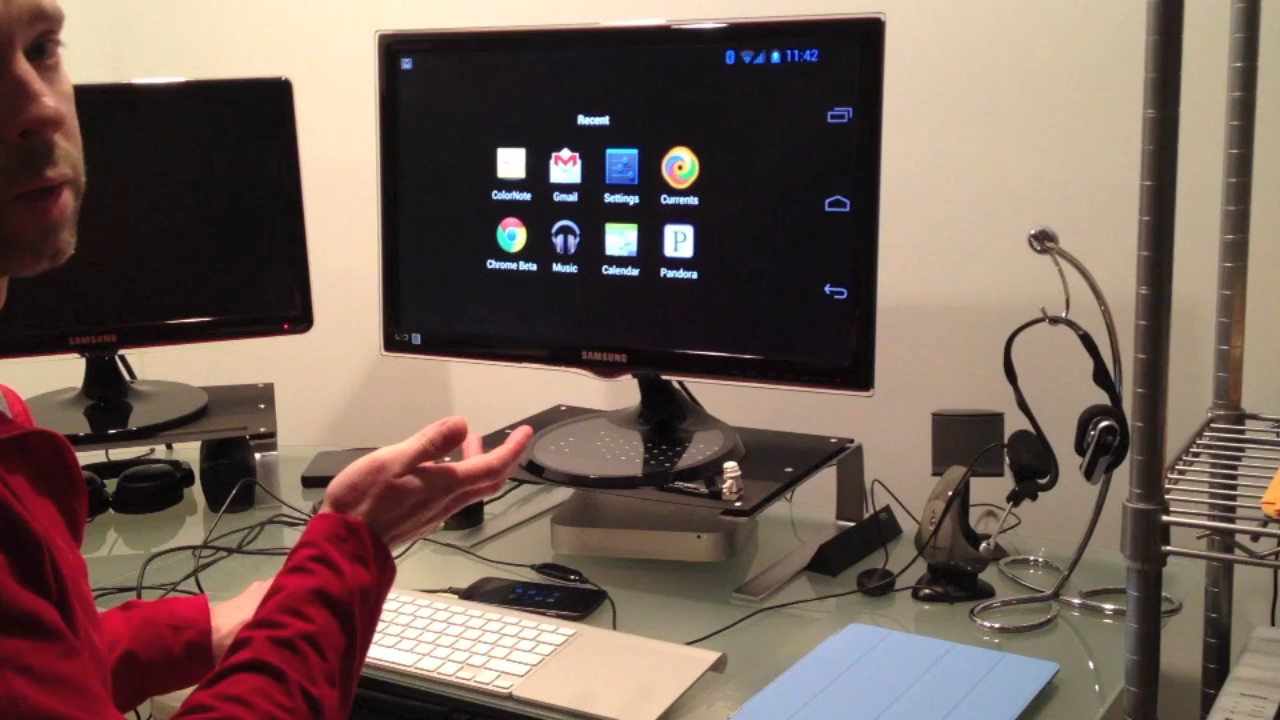 11:42
Recent
ColorNote Gmail Settings Currents
Chrome Beta Music Calendar Pandora
SAMSUNG
SAMSUNG